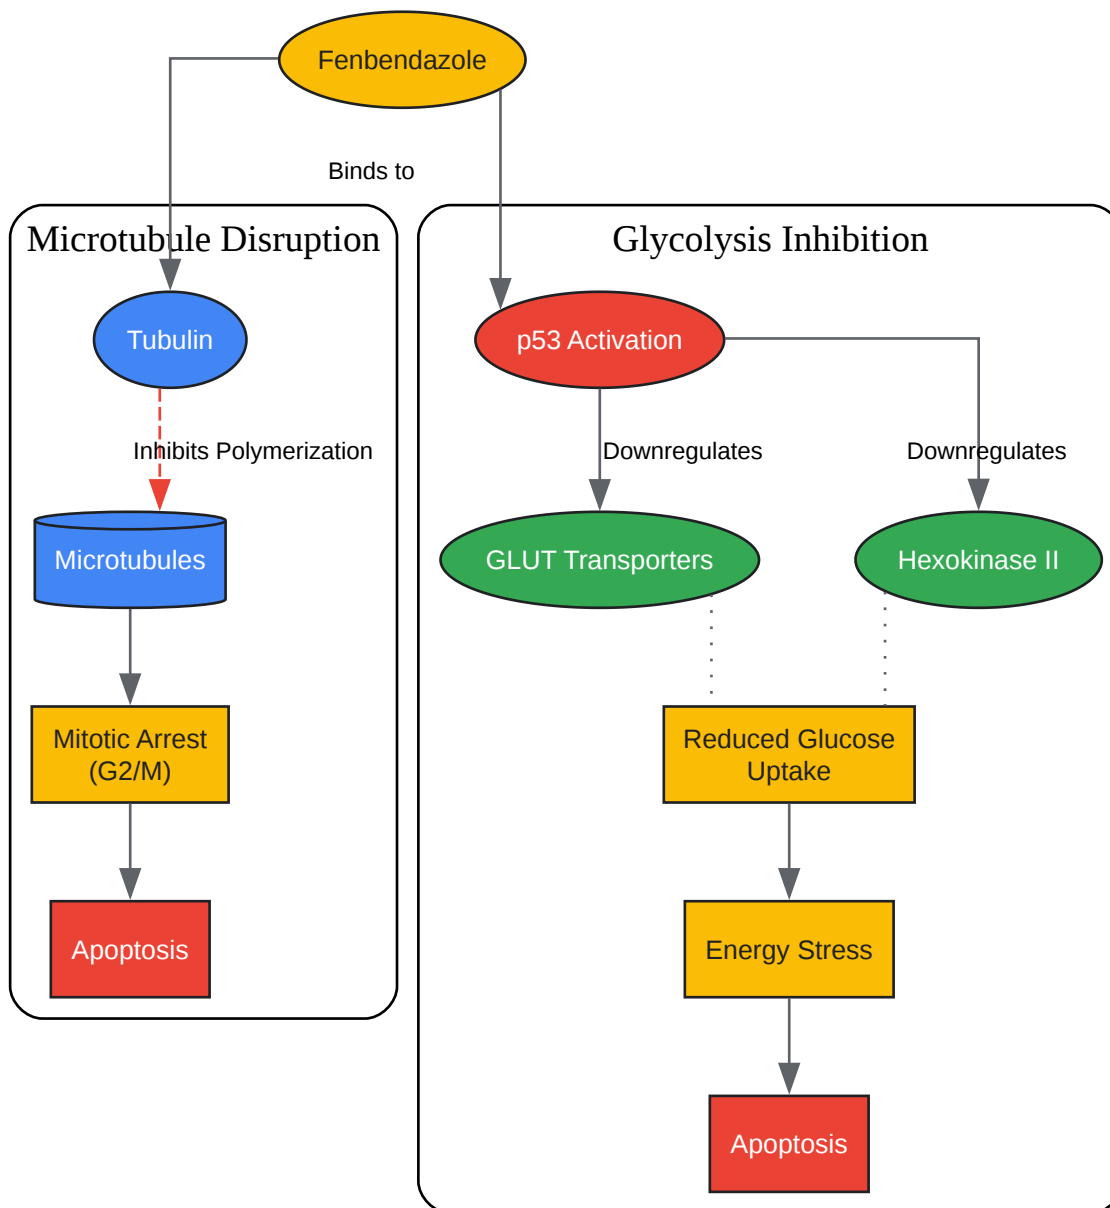 Fenbendazole
Binds to
Microtubule Disruption
Glycolysis Inhibition
Tubulin
p53 Activation
Inhibits Polymerization
Downregulates
Downregulates
Microtubules
GLUT Transporters
Hexokinase II
Mitotic Arrest
(G2/M)
Reduced Glucose
Uptake
Apoptosis
Energy Stress
Apoptosis